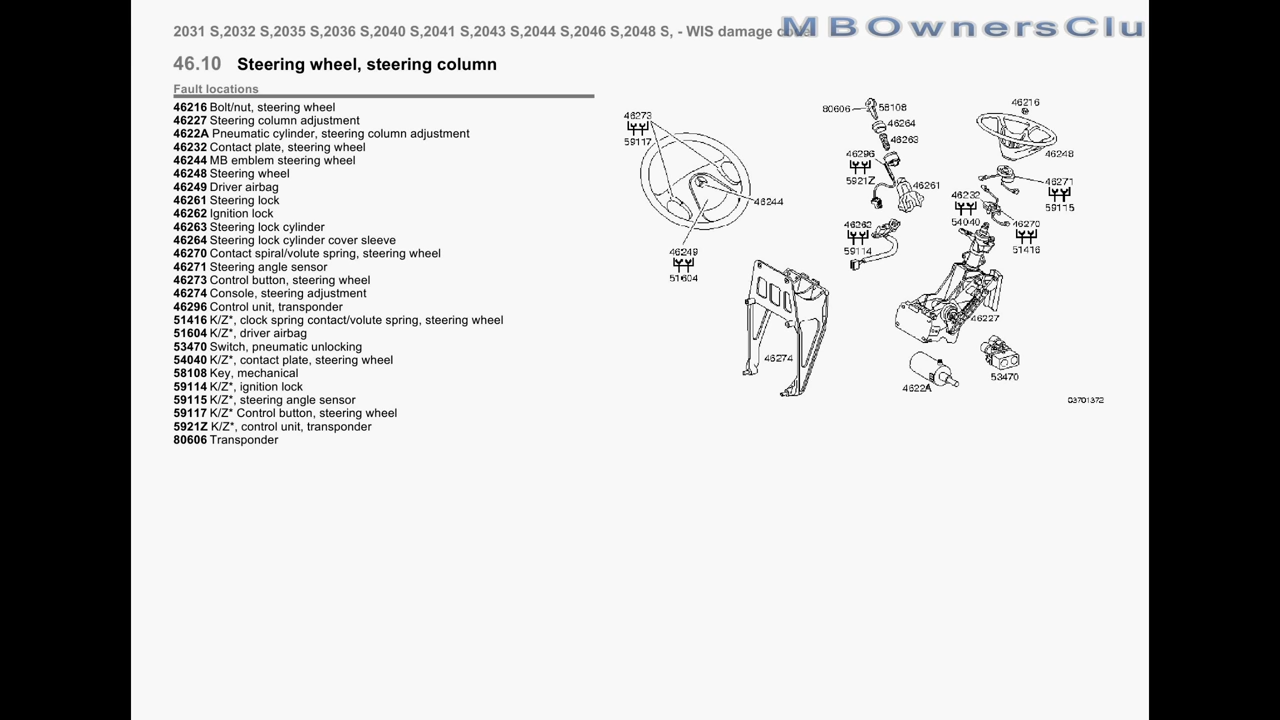 2031 S,2032 S,2035 S,2036 S,2040 S,2041 S,2043 S,2044 S,2046 S,2048 S, - WIS damage code
MBOwnersClu
46.10 Steering wheel, steering column
Fault locations
46216 Bolt/nut, steering wheel
46227 Steering column adjustment
4622A Pneumatic cylinder, steering column adjustment
46232 Contact plate, steering wheel
46244 MB emblem steering wheel
46248 Steering wheel
46249 Driver airbag
46261 Steering lock
46262 Ignition lock
46263 Steering lock cylinder
46264 Steering lock cylinder cover sleeve
46270 Contact spiral/volute spring, steering wheel
46271 Steering angle sensor
46273 Control button, steering wheel
46274 Console, steering adjustment
46296 Control unit, transponder
51416 K/Z*, clock spring contact/volute spring, steering wheel
51604 K/Z*, driver airbag
53470 Switch, pneumatic unlocking
54040 K/Z*, contact plate, steering wheel
58108 Key, mechanical
59114 K/Z*, ignition lock
59115 K/Z*, steering angle sensor
59117 K/Z* Control button, steering wheel
5921Z K/Z*, control unit, transponder
80606 Transponder
46273
59117
46244
46249
51604
80606
58108
46264
46263
46296
5921Z
46261
46262
59114
46216
46248
46271
59115
46232
54040
46270
51416
46227
46274
4622A
53470
03701372